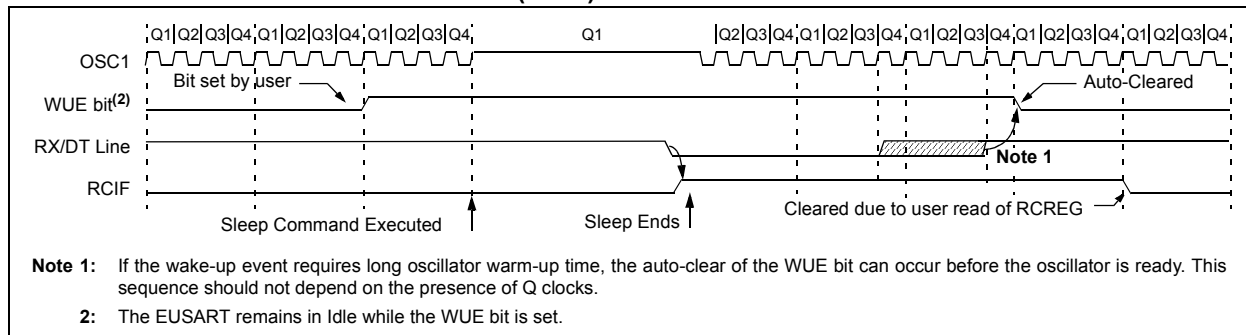 Q1 Q2 Q3 Q4 Q1 Q2 Q3 Q4 Q1 Q2 Q3 Q4 Q1 Q2 Q3 Q4 Q1 Q2 Q3 Q4 Q1 Q2 Q3 Q4 Q1 Q2 Q3 Q4
OSC1
Bit set by user
Auto-Cleared
WUE bit(2)
RX/DT Line
Note 1
RCIF
Sleep Command Executed
Sleep Ends
Cleared due to user read of RCREG
Note 1: If the wake-up event requires long oscillator warm-up time, the auto-clear of the WUE bit can occur before the oscillator is ready. This
sequence should not depend on the presence of Q clocks.
2: The EUSART remains in Idle while the WUE bit is set.